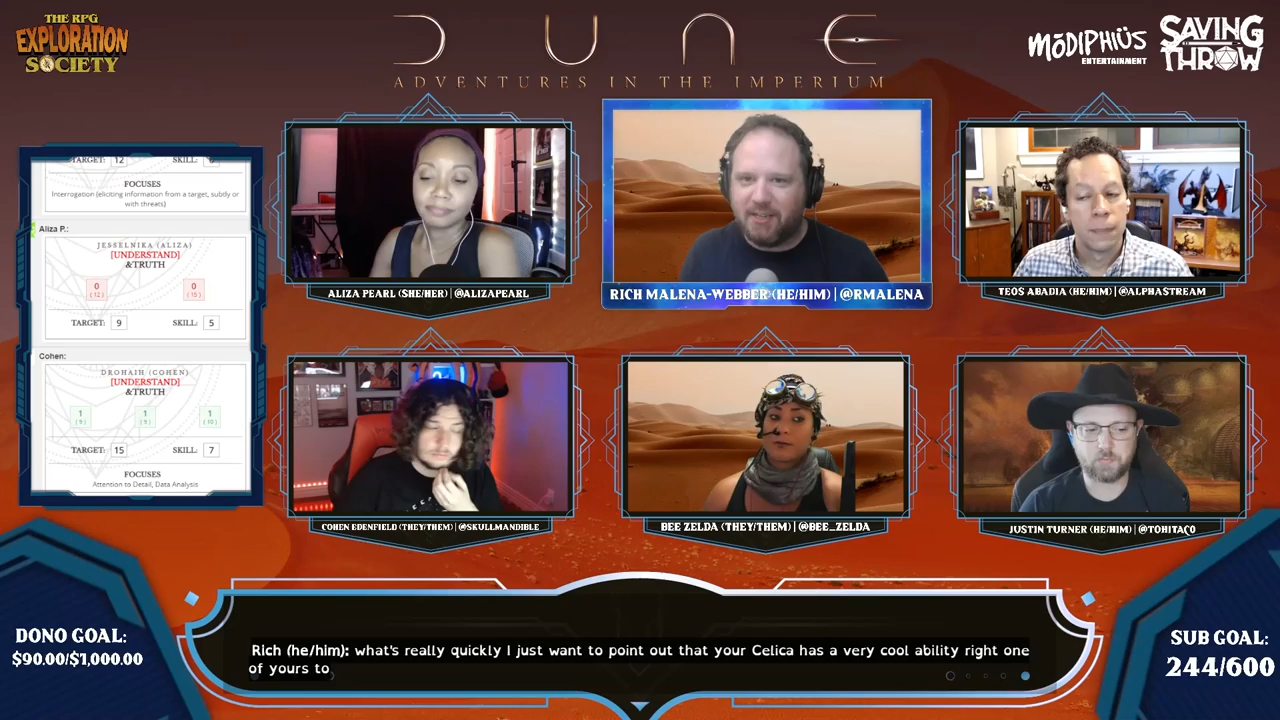 THE RPG
EXPLORATION
SOCIETY
DUNE
ADVENTURES IN THE IMPERIUM
MŌDIPHIÜS
ENTERTAINMENT
SAVING
THROW
TARGET: 12 SKILL:
FOCUSES
Interrogation (eliciting information from a target, subtly or
with threats)
Aliza P.:
JESSELNIKA (ALIZA)
[UNDERSTAND]
&TRUTH
0 0
(12) (15)
TARGET: 9 SKILL: 5
Cohen:
DROHAIH (COHEN)
[UNDERSTAND]
&TRUTH
1 1 1
(9) (9) (10)
TARGET: 15 SKILL: 7
FOCUSES
Attention to Detail, Data Analysis
ALIZA PEARL (SHE/HER) | @ALIZAPEARL
RICH MALENA-WEBBER (HE/HIM) | @RMALENA
TEOS ABADIA (HE/HIM) | @ALPHASTREAM
COHEN EDENFIELD (THEY/THEM) | @SKULLMANDIBLE
BEE ZELDA (THEY/THEM) | @BEE_ZELDA
JUSTIN TURNER (HE/HIM) | @TOHITACO
DONO GOAL:
$90.00/$1,000.00
Rich (he/him): what's really quickly I just want to point out that your Celica has a very cool ability right one
of yours to
SUB GOAL:
244/600